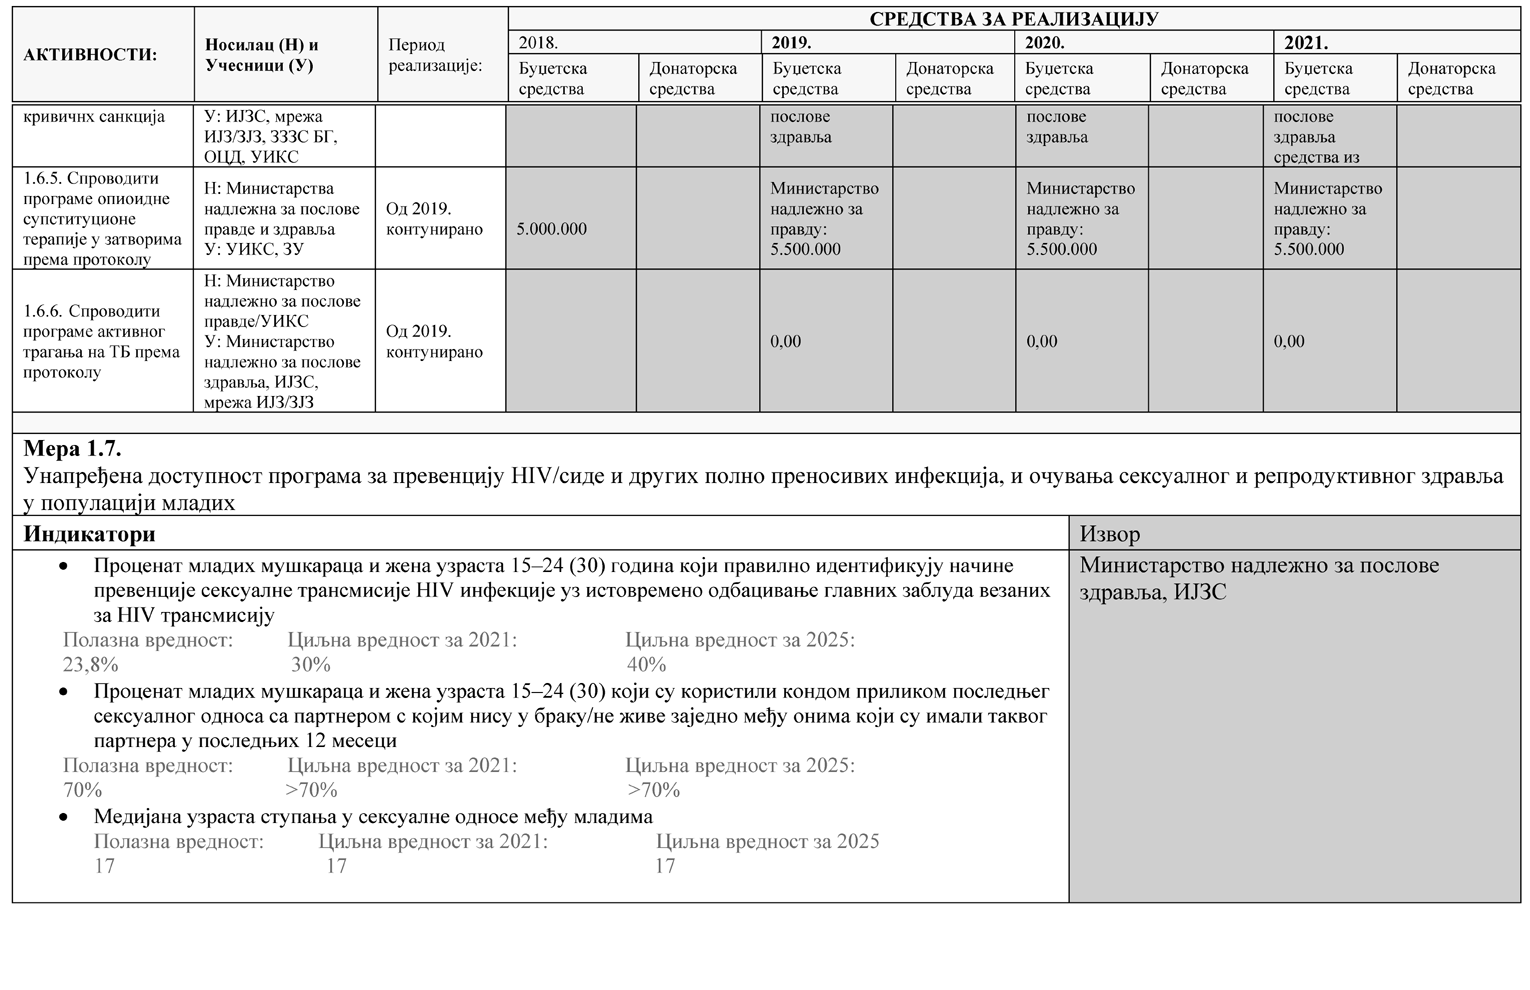 СРЕДСТВА ЗА РЕАЛИЗАЦИЈУ
АКТИВНОСТИ:
Носилац (Н) и
Учесници (У)
Период
реализације:
2018.
2019.
2020.
2021.
Буџетска
средства
Донаторска
средства
Буџетска
средства
Донаторска
средства
Буџетска
средства
Донаторска
средства
Буџетска
средства
Донаторска
средства
кривичнх санкција
У: ИЈЗС, мрежа
ИЈЗ/ЗЈЗ, ЗЗЗС БГ,
ОЦД, УИКС
послове
здравља
послове
здравља
послове
здравља
средства из
1.6.5. Спроводити
програме опиоидне
супституционе
терапије у затворима
према протоколу
Н: Министарства
надлежна за послове
правде и здравља
У: УИКС, ЗУ
Од 2019.
контунирано
5.000.000
Министарство
надлежно за
правду:
5.500.000
Министарство
надлежно за
правду:
5.500.000
Министарство
надлежно за
правду:
5.500.000
1.6.6. Спроводити
програме активног
трагања на ТБ према
протоколу
Н: Министарство
надлежно за послове
правде/УИКС
У: Министарство
надлежно за послове
здравља, ИЈЗС,
мрежа ИЈЗ/ЗЈЗ
Од 2019.
контунирано
0,00
0,00
0,00
Мера 1.7.
Унапређена доступност програма за превенцију HIV/сиде и других полно преносивих инфекција, и очувања сексуалног и репродуктивног здравља
у популацији младих
Индикатори
Извор
• Проценат младих мушкараца и жена узраста 15–24 (30) година који правилно идентификују начине
превенције сексуалне трансмисије HIV инфекције уз истовремено одбацивање главних заблуда везаних
за HIV трансмисију
Полазна вредност: Циљна вредност за 2021: Циљна вредност за 2025:
23,8% 30% 40%
• Проценат младих мушкараца и жена узраста 15–24 (30) који су користили кондом приликом последњег
сексуалног односа са партнером с којим нису у браку/не живе заједно међу онима који су имали таквог
партнера у последњих 12 месеци
Полазна вредност: Циљна вредност за 2021: Циљна вредност за 2025:
70% >70% >70%
• Медијана узраста ступања у сексуалне односе међу младима
Полазна вредност: Циљна вредност за 2021: Циљна вредност за 2025
17 17 17
Министарство надлежно за послове
здравља, ИЈЗС